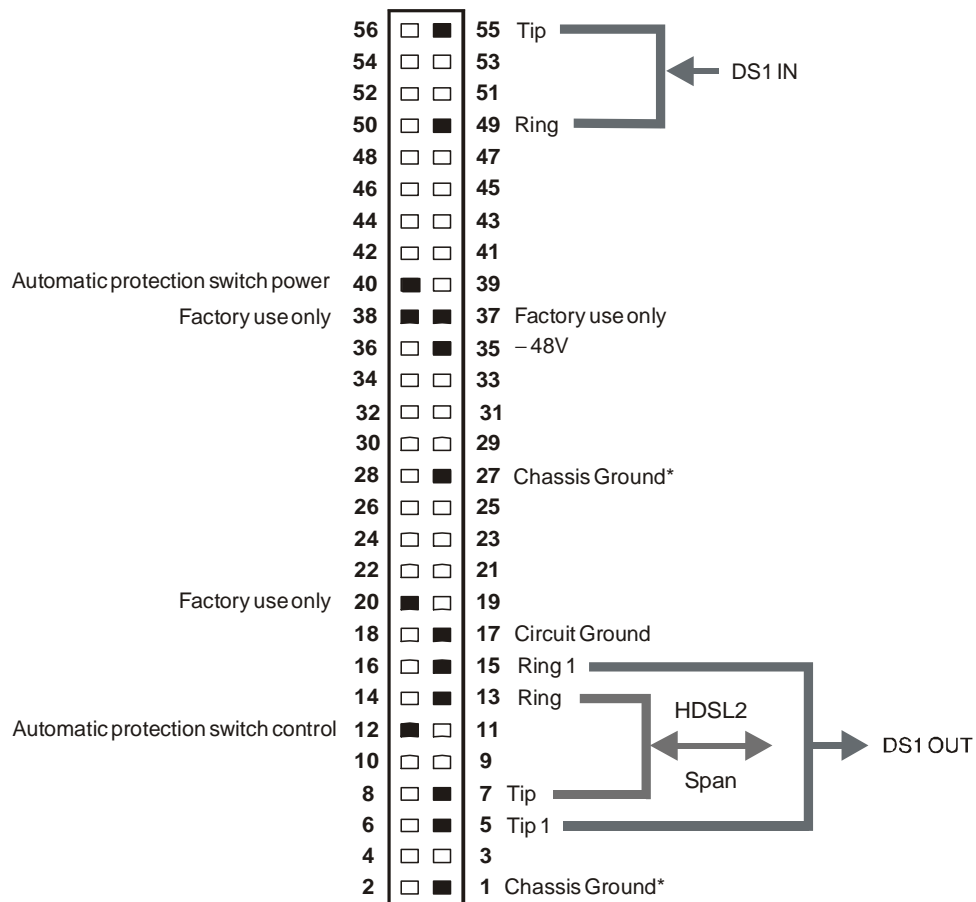 56 55 Tip
54 53
DS1 IN
52 51
50 49 Ring
48 47
46 45
44 43
42 41
Automatic protection switch power 40 39
Factory use only 38 37 Factory use only
36 35 – 48V
34 33
32 31
30 29
28 27 Chassis Ground*
26 25
24 23
22 21
Factory use only 20 19
18 17 Circuit Ground
16 15 Ring 1
14 13 Ring
HDSL2
Automatic protection switch control 12 11
DS1 OUT
10 9
Span
8 7 Tip
6 5 Tip 1
4 3
2 1 Chassis Ground*